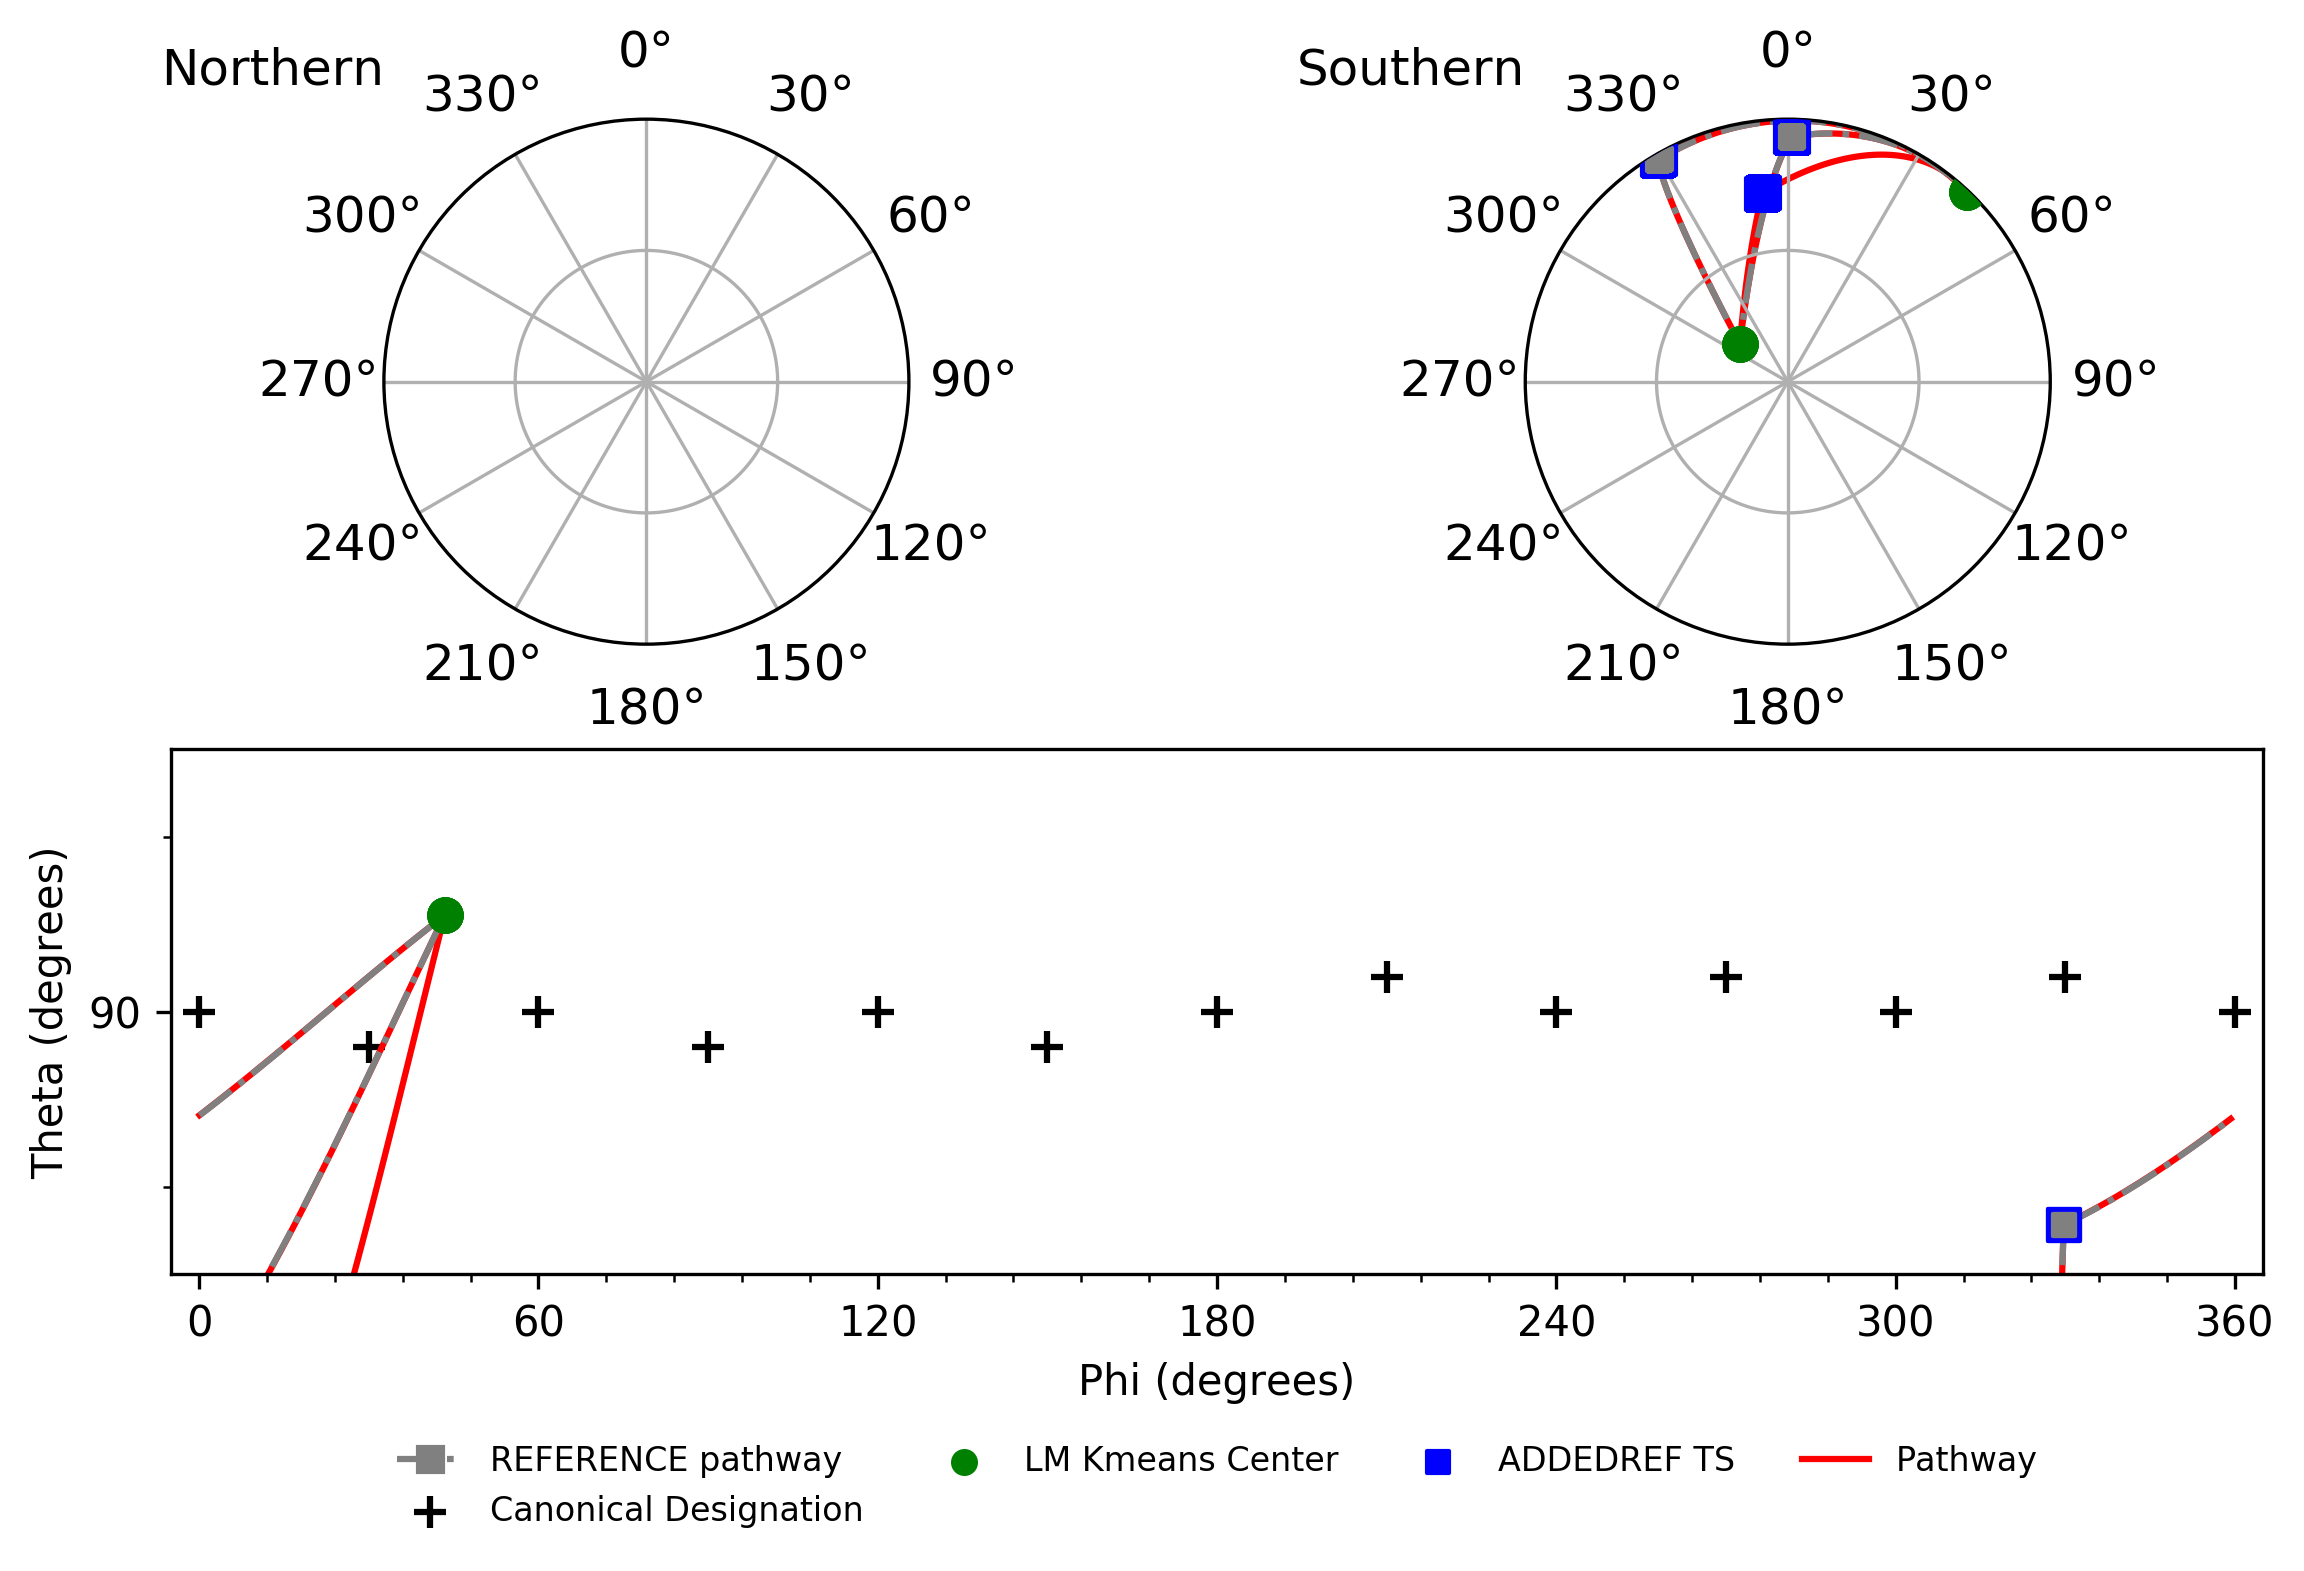 Northern
0°
330°
30°
300°
60°
270°
90°
240°
120°
210°
150°
180°
Southern
0°
330°
30°
300°
60°
270°
90°
240°
120°
210°
150°
180°
Theta (degrees)
90
0 60 120 180 240 300 360
Phi (degrees)
REFERENCE pathway
Canonical Designation
LM Kmeans Center
ADDEDREF TS
Pathway